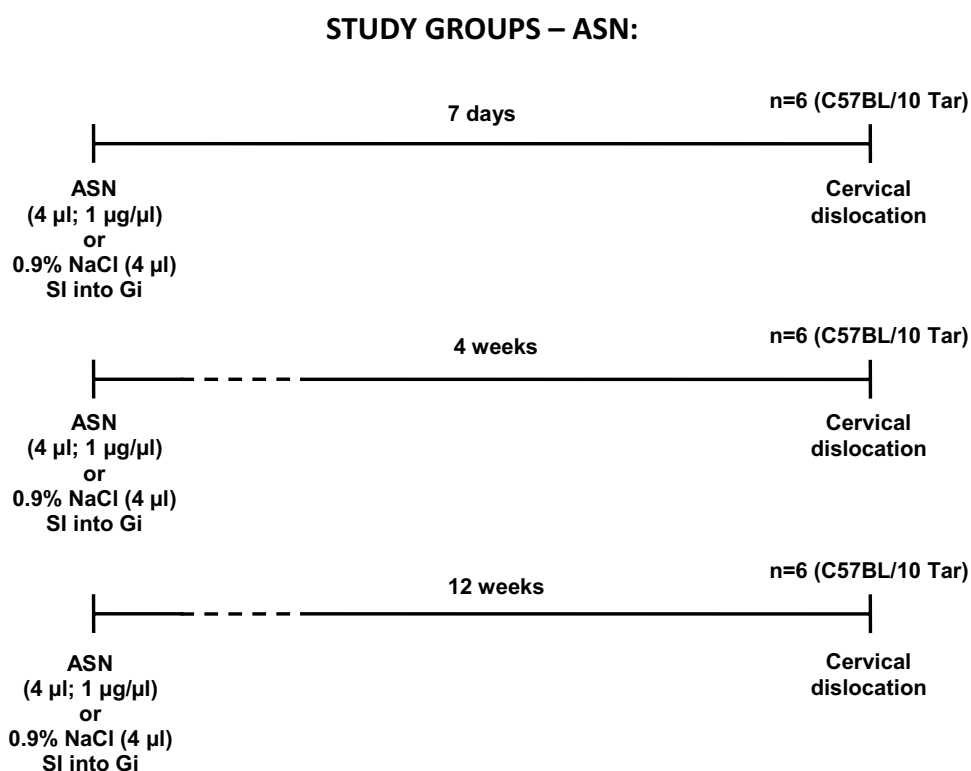 STUDY GROUPS – ASN:
n=6 (C57BL/10 Tar)
7 days
ASN
(4 µl; 1 µg/µl)
or
0.9% NaCl (4 µl)
SI into Gi
Cervical
dislocation
n=6 (C57BL/10 Tar)
4 weeks
ASN
(4 µl; 1 µg/µl)
or
0.9% NaCl (4 µl)
SI into Gi
Cervical
dislocation
n=6 (C57BL/10 Tar)
12 weeks
ASN
(4 µl; 1 µg/µl)
or
0.9% NaCl (4 µl)
SI into Gi
Cervical
dislocation